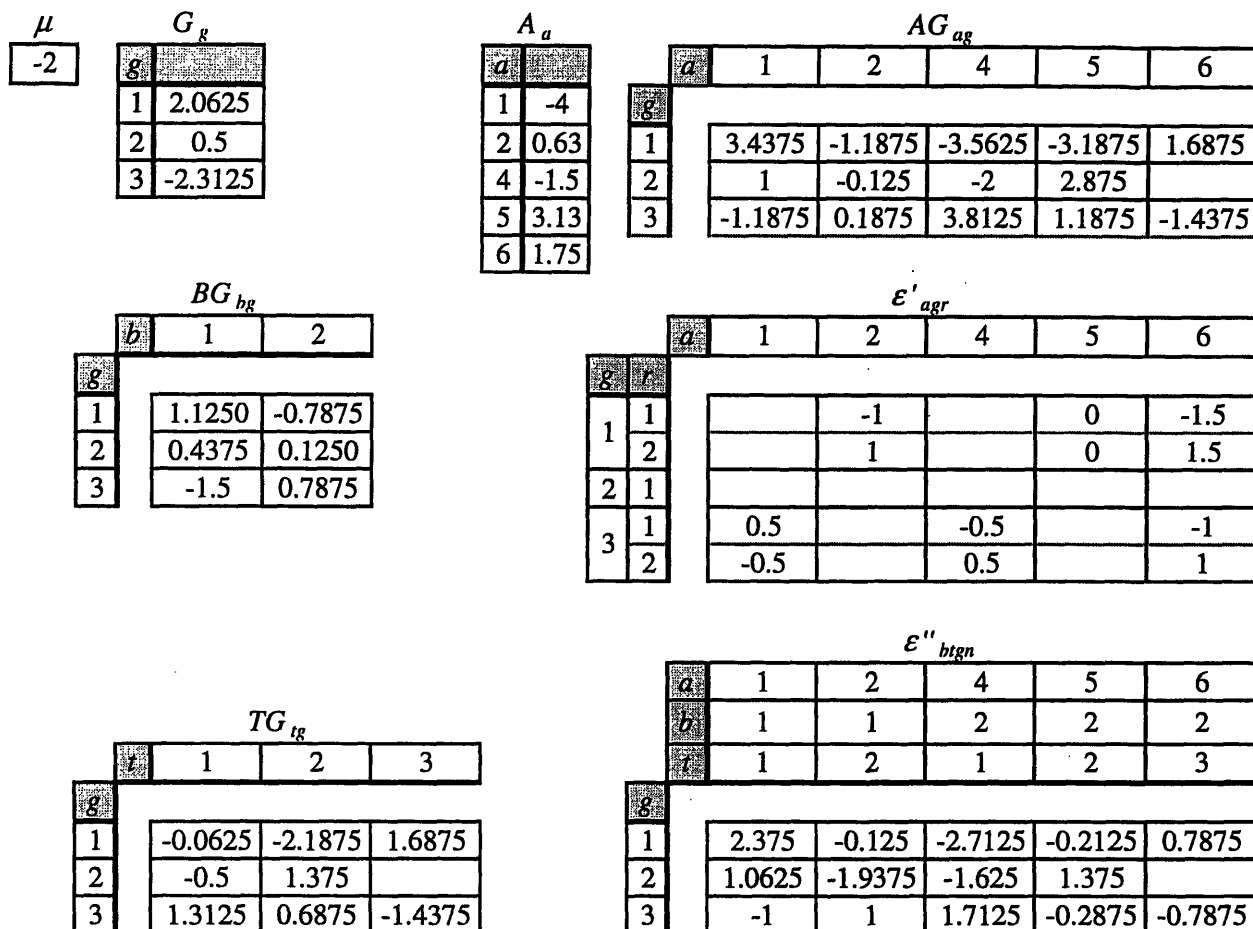 μ G_g A_a AG_ag
-2 g a a 1 2 4 5 6
1 2.0625 1 -4 g
2 0.5 2 0.63 1 3.4375 -1.1875 -3.5625 -3.1875 1.6875
3 -2.3125 4 -1.5 2 1 -0.125 -2 2.875
5 3.13 3 -1.1875 0.1875 3.8125 1.1875 -1.4375
6 1.75
BG_bg ε'_agr
b 1 2 a 1 2 4 5 6
g g r
1 1.1250 -0.7875 1 1 -1 0 -1.5
2 0.4375 0.1250 2 1 0 1.5
3 -1.5 0.7875 2 1
3 1 0.5 -0.5 -1
2 -0.5 0.5 1
ε''_btgn
a 1 2 4 5 6
TG_tg b 1 1 2 2 2
t 1 2 3 t 1 2 1 2 3
g g
1 -0.0625 -2.1875 1.6875 1 2.375 -0.125 -2.7125 -0.2125 0.7875
2 -0.5 1.375 2 1.0625 -1.9375 -1.625 1.375
3 1.3125 0.6875 -1.4375 3 -1 1 1.7125 -0.2875 -0.7875